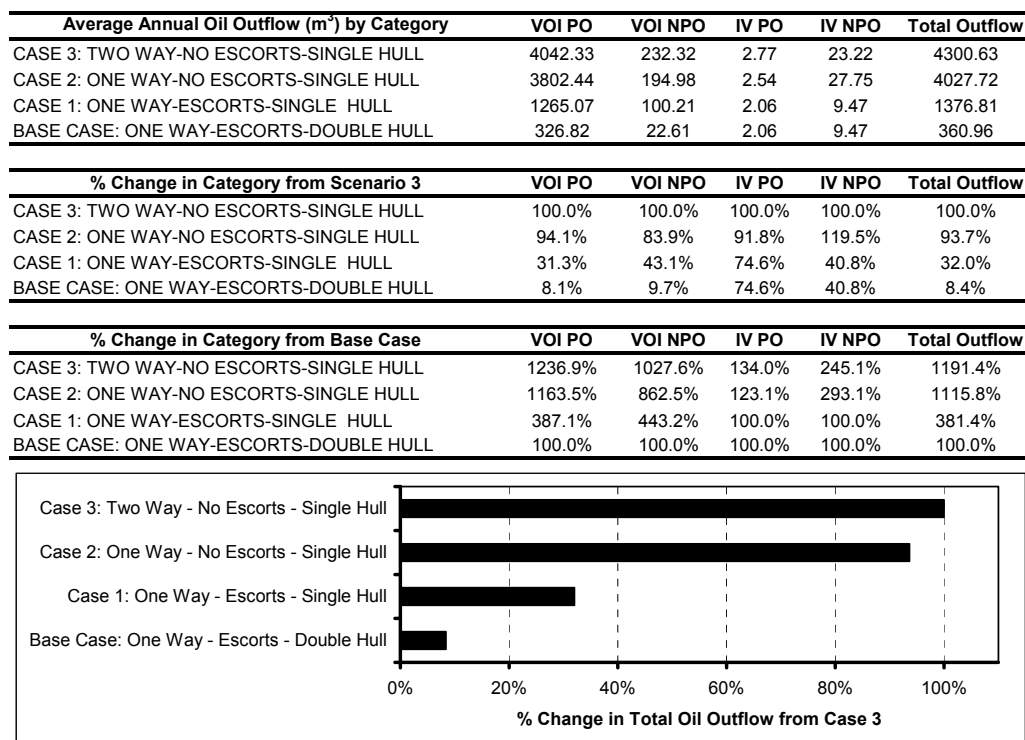 Average Annual Oil Outflow (m³) by Category VOI PO VOI NPO IV PO IV NPO Total Outflow
CASE 3: TWO WAY-NO ESCORTS-SINGLE HULL 4042.33 232.32 2.77 23.22 4300.63
CASE 2: ONE WAY-NO ESCORTS-SINGLE HULL 3802.44 194.98 2.54 27.75 4027.72
CASE 1: ONE WAY-ESCORTS-SINGLE HULL 1265.07 100.21 2.06 9.47 1376.81
BASE CASE: ONE WAY-ESCORTS-DOUBLE HULL 326.82 22.61 2.06 9.47 360.96
% Change in Category from Scenario 3 VOI PO VOI NPO IV PO IV NPO Total Outflow
CASE 3: TWO WAY-NO ESCORTS-SINGLE HULL 100.0% 100.0% 100.0% 100.0% 100.0%
CASE 2: ONE WAY-NO ESCORTS-SINGLE HULL 94.1% 83.9% 91.8% 119.5% 93.7%
CASE 1: ONE WAY-ESCORTS-SINGLE HULL 31.3% 43.1% 74.6% 40.8% 32.0%
BASE CASE: ONE WAY-ESCORTS-DOUBLE HULL 8.1% 9.7% 74.6% 40.8% 8.4%
% Change in Category from Base Case VOI PO VOI NPO IV PO IV NPO Total Outflow
CASE 3: TWO WAY-NO ESCORTS-SINGLE HULL 1236.9% 1027.6% 134.0% 245.1% 1191.4%
CASE 2: ONE WAY-NO ESCORTS-SINGLE HULL 1163.5% 862.5% 123.1% 293.1% 1115.8%
CASE 1: ONE WAY-ESCORTS-SINGLE HULL 387.1% 443.2% 100.0% 100.0% 381.4%
BASE CASE: ONE WAY-ESCORTS-DOUBLE HULL 100.0% 100.0% 100.0% 100.0% 100.0%
Case 3: Two Way - No Escorts - Single Hull
Case 2: One Way - No Escorts - Single Hull
Case 1: One Way - Escorts - Single Hull
Base Case: One Way - Escorts - Double Hull
0% 20% 40% 60% 80% 100%
% Change in Total Oil Outflow from Case 3